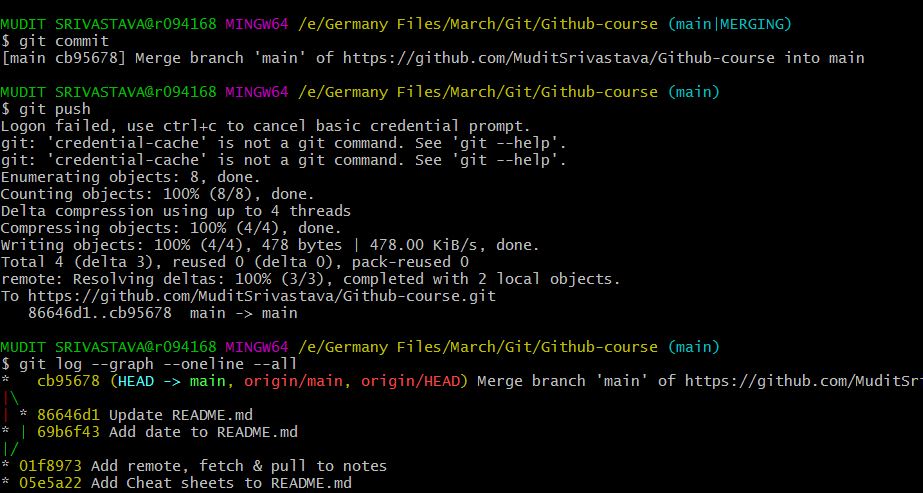 MUDIT SRIVASTAVA@r094168 MINGW64 /e/Germany Files/March/Git/Github-course (main|MERGING)
$ git commit
[main cb95678] Merge branch 'main' of https://github.com/MuditSrivastava/Github-course into main
MUDIT SRIVASTAVA@r094168 MINGW64 /e/Germany Files/March/Git/Github-course (main)
$ git push
Logon failed, use ctrl+c to cancel basic credential prompt.
git: 'credential-cache' is not a git command. See 'git --help'.
git: 'credential-cache' is not a git command. See 'git --help'.
Enumerating objects: 8, done.
Counting objects: 100% (8/8), done.
Delta compression using up to 4 threads
Compressing objects: 100% (4/4), done.
Writing objects: 100% (4/4), 478 bytes | 478.00 KiB/s, done.
Total 4 (delta 3), reused 0 (delta 0), pack-reused 0
remote: Resolving deltas: 100% (3/3), completed with 2 local objects.
To https://github.com/MuditSrivastava/Github-course.git
   86646d1..cb95678  main -> main
MUDIT SRIVASTAVA@r094168 MINGW64 /e/Germany Files/March/Git/Github-course (main)
$ git log --graph --oneline --all
*   cb95678 (HEAD -> main, origin/main, origin/HEAD) Merge branch 'main' of https://github.com/MuditSri
|\
| * 86646d1 Update README.md
* | 69b6f43 Add date to README.md
|/
* 01f8973 Add remote, fetch & pull to notes
* 05e5a22 Add Cheat sheets to README.md